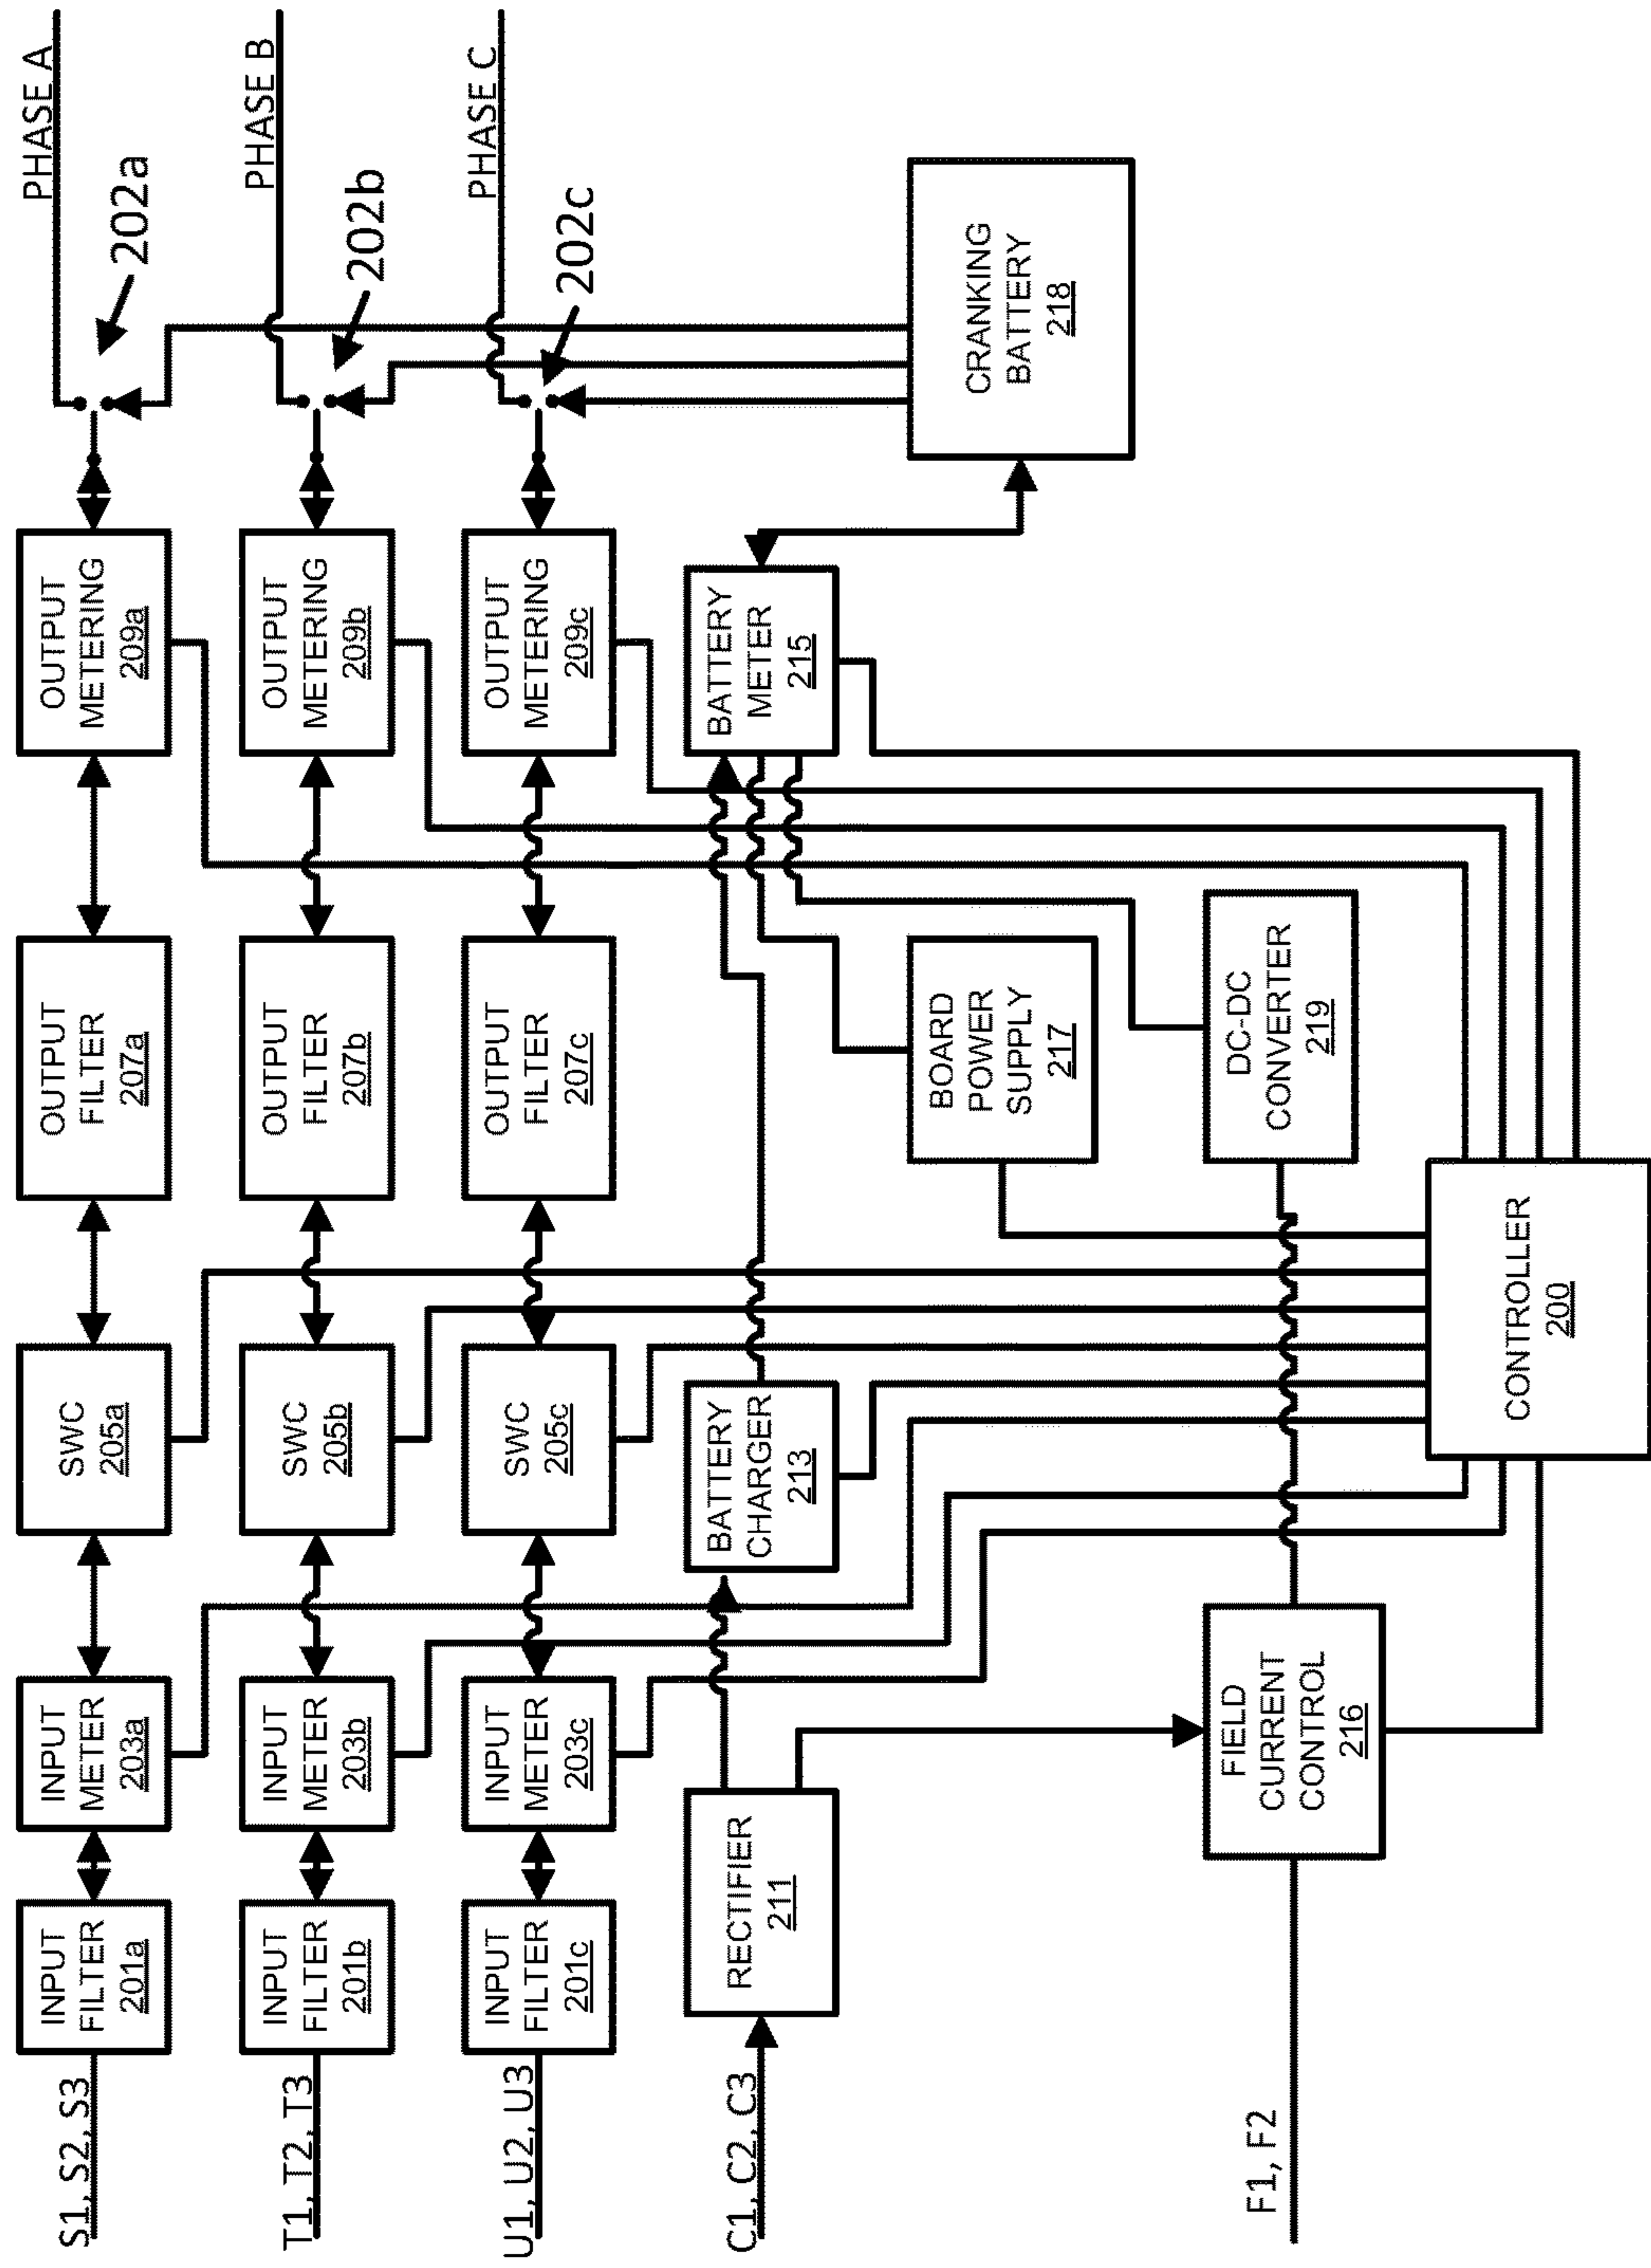 S1, S2, S3
INPUT
FILTER
201a
INPUT
METER
203a
SWC
205a
OUTPUT
FILTER
207a
OUTPUT
METERING
209a
202a
PHASE A
T1, T2, T3
INPUT
FILTER
201b
INPUT
METER
203b
SWC
205b
OUTPUT
FILTER
207b
OUTPUT
METERING
209b
202b
PHASE B
U1, U2, U3
INPUT
FILTER
201c
INPUT
METER
203c
SWC
205c
OUTPUT
FILTER
207c
OUTPUT
METERING
209c
202c
PHASE C
C1, C2, C3
RECTIFIER
211
BATTERY
CHARGER
213
BATTERY
METER
215
BOARD
POWER
SUPPLY
217
CRANKING
BATTERY
218
F1, F2
FIELD
CURRENT
CONTROL
216
DC-DC
CONVERTER
219
CONTROLLER
200